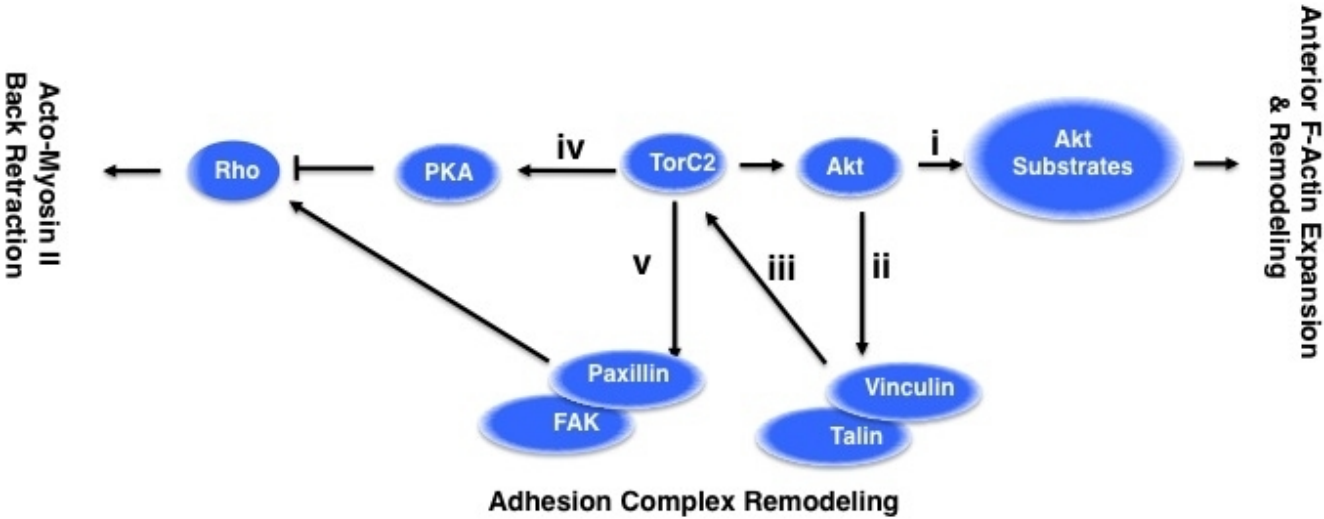 Acto-Myosin II
Back Retraction
Rho
PKA
iv
TorC2
Akt
i
Akt
Substrates
Anterior F-Actin Expansion
& Remodeling
v
iii
ii
Paxillin
FAK
Vinculin
Talin
Adhesion Complex Remodeling